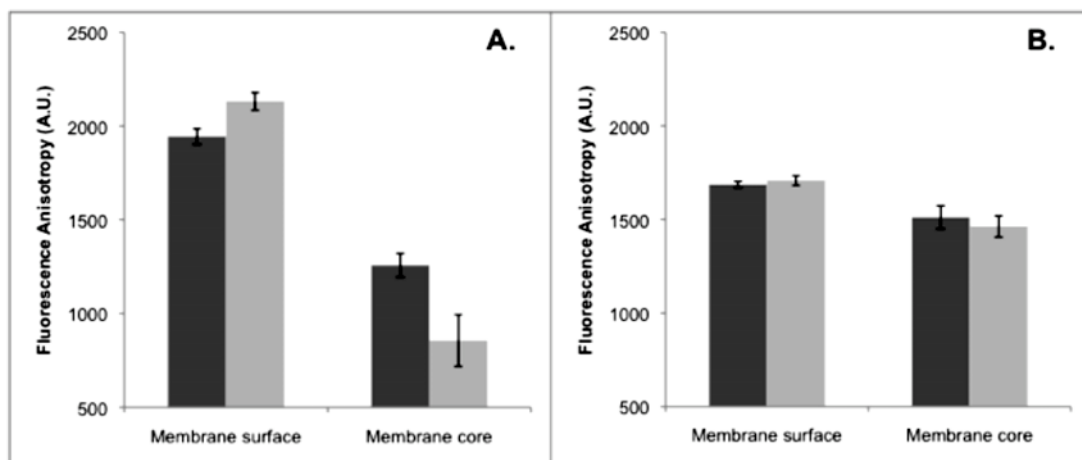 A.
Fluorescence Anisotropy (A.U.)
2500
2000
1500
1000
500
Membrane surface
Membrane core
B.
Fluorescence Anisotropy (A.U.)
2500
2000
1500
1000
500
Membrane surface
Membrane core